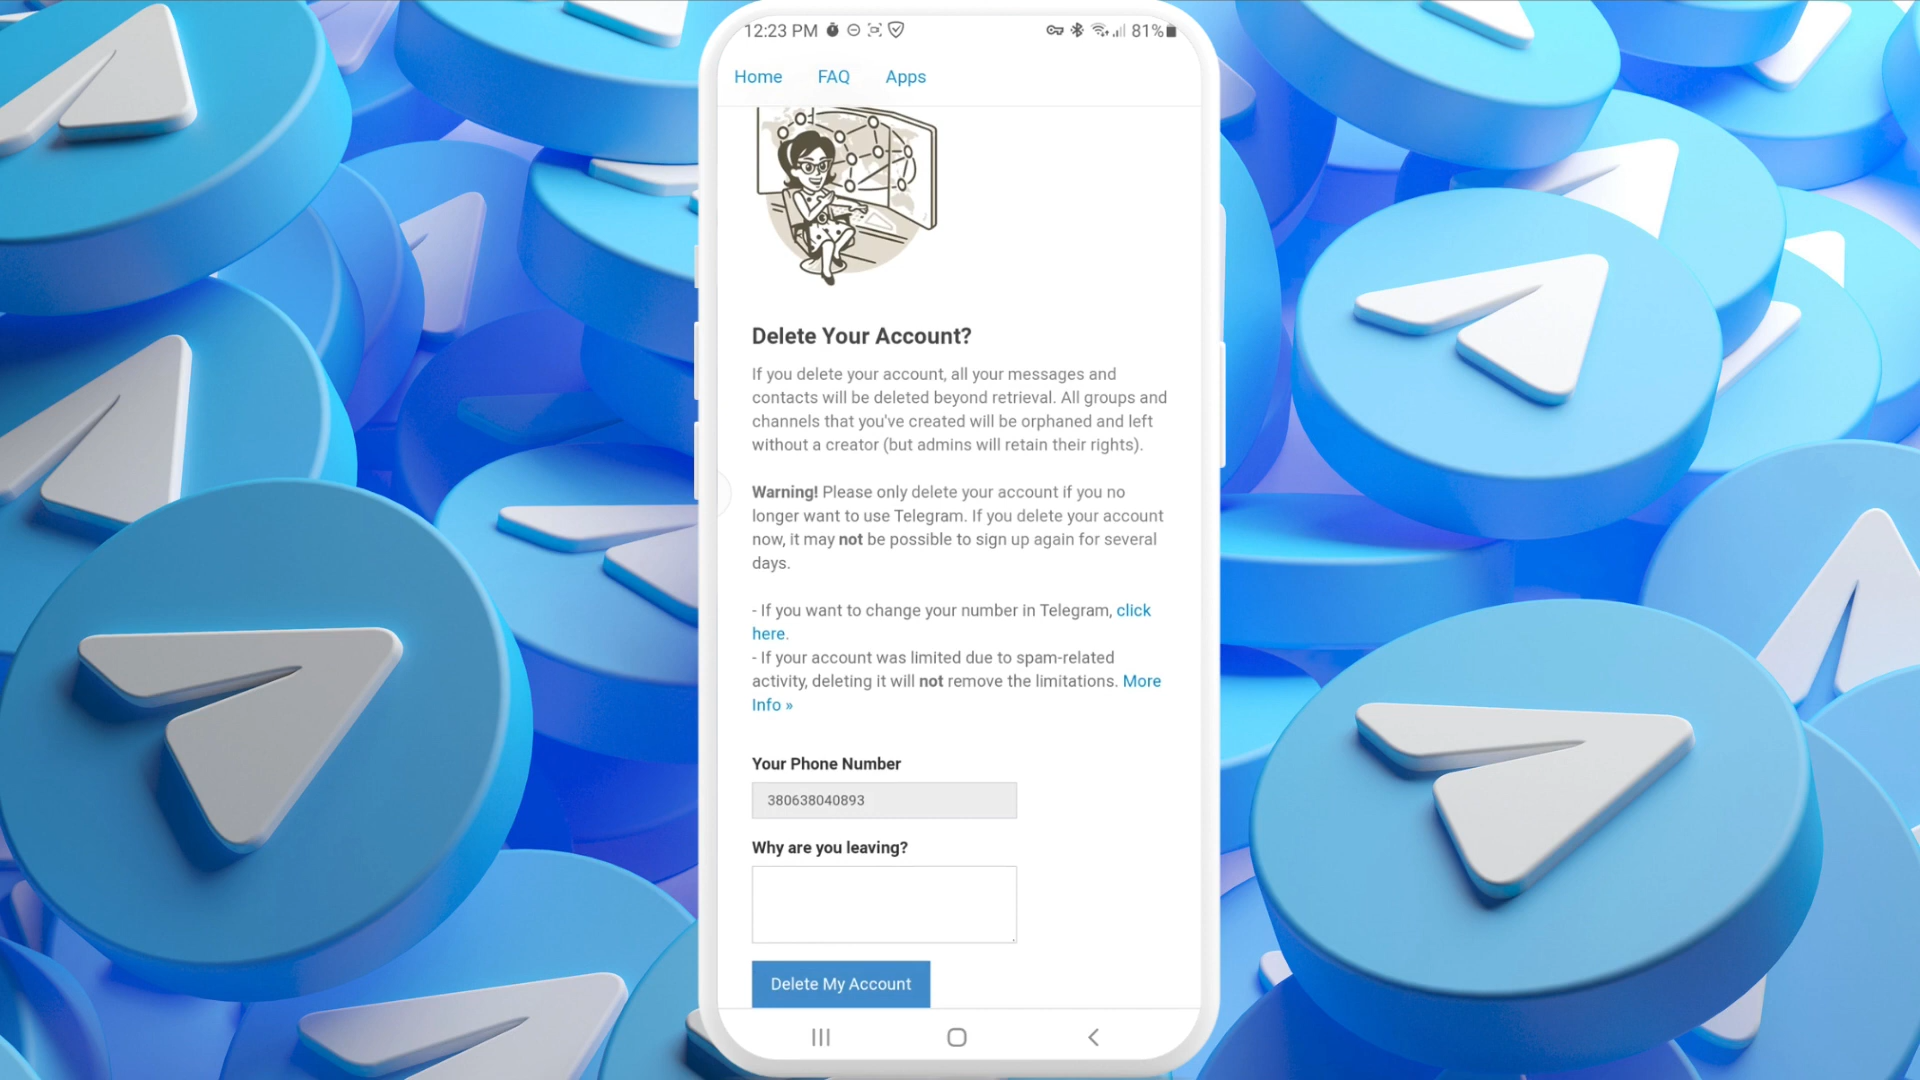 12:23 PM 81%
Home FAQ Apps
Delete Your Account?
If you delete your account, all your messages and
contacts will be deleted beyond retrieval. All groups and
channels that you've created will be orphaned and left
without a creator (but admins will retain their rights).
Warning! Please only delete your account if you no
longer want to use Telegram. If you delete your account
now, it may not be possible to sign up again for several
days.
- If you want to change your number in Telegram, click
here.
- If your account was limited due to spam-related
activity, deleting it will not remove the limitations. More
Info »
Your Phone Number
380638040893
Why are you leaving?
Delete My Account